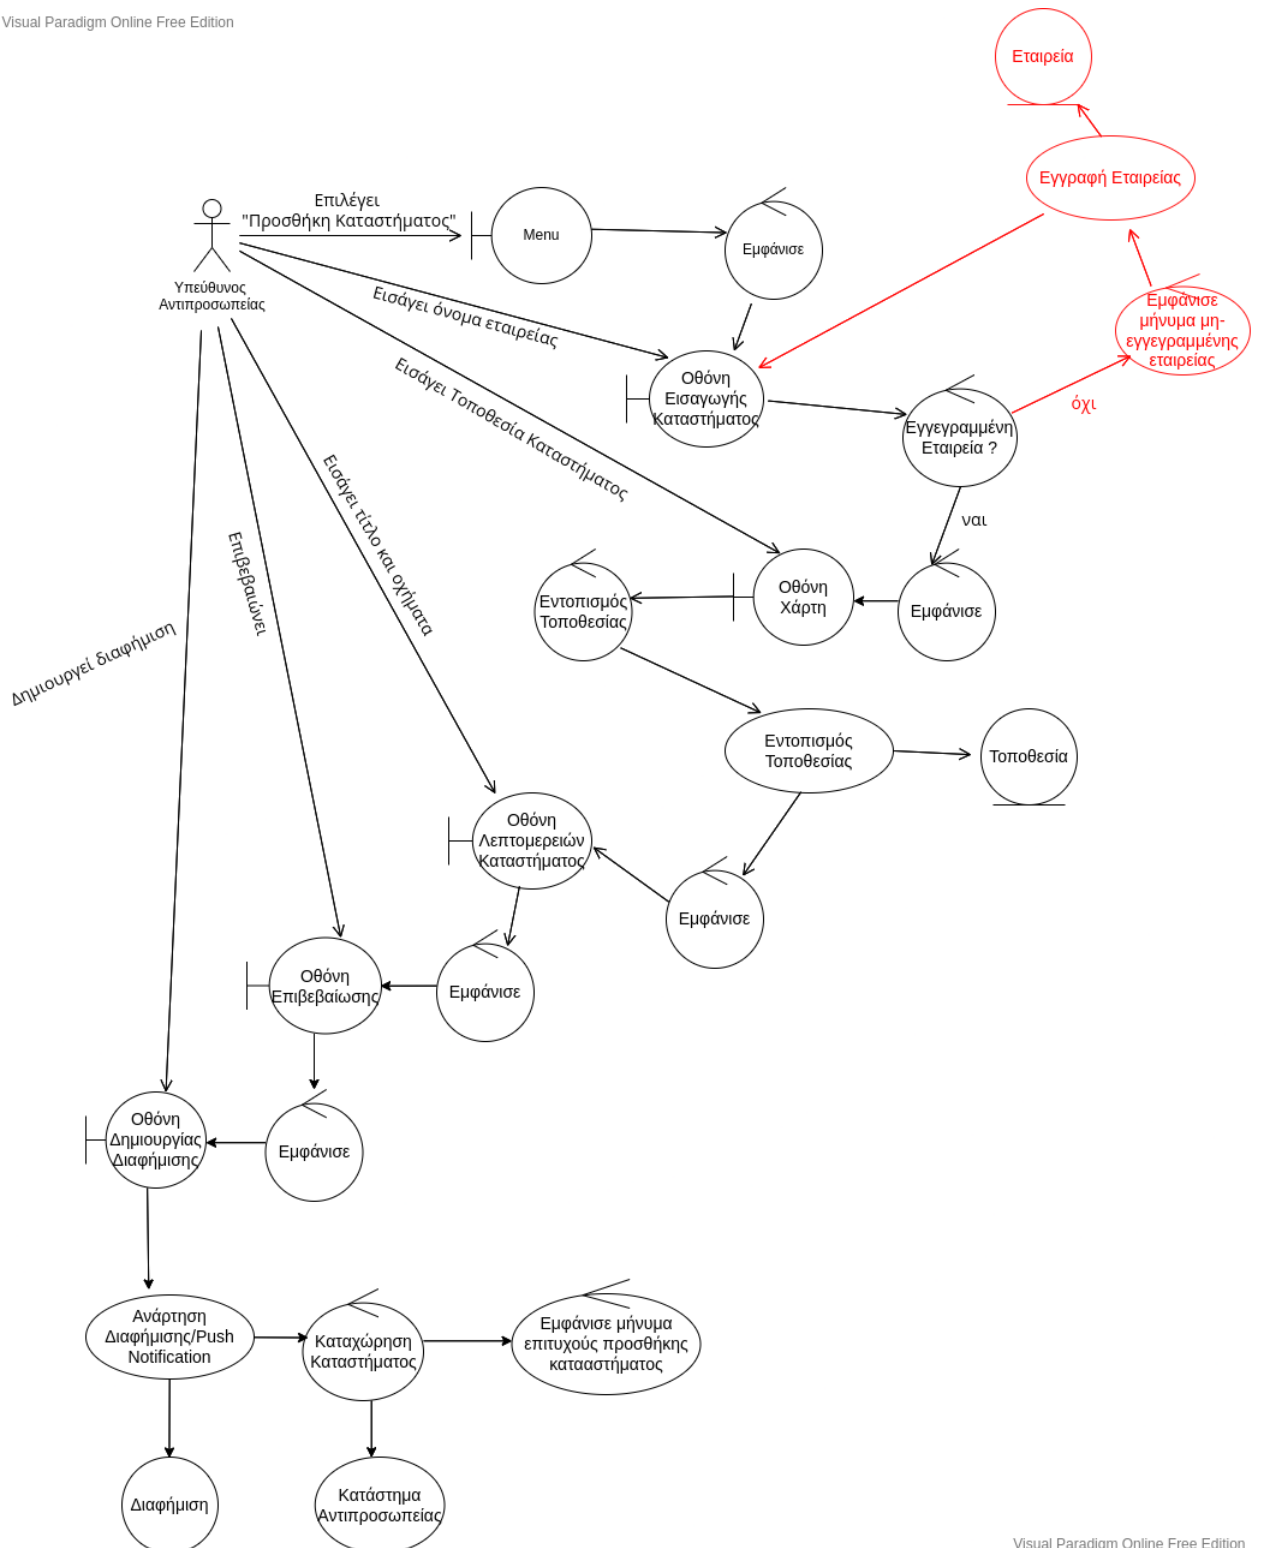 Visual Paradigm Online Free Edition
Εταιρεία
Εγγραφή Εταιρείας
Επιλέγει
"Προσθήκη Καταστήματος"
Menu
Εμφάνισε
Υπεύθυνος
Αντιπροσωπείας
Εισάγει όνομα εταιρείας
Εμφάνισε
μήνυμα μη-
εγγεγραμμένης
εταιρείας
Οθόνη
Εισαγωγής
Καταστήματος
όχι
Εγγεγραμμένη
Εταιρεία ?
Εισάγει Τοποθεσία Καταστήματος
ναι
Εισάγει τίτλο και οχήματα
Επιβεβαιώνει
Δημιουργεί διαφήμιση
Εντοπισμός
Τοποθεσίας
Οθόνη
Χάρτη
Εμφάνισε
Εντοπισμός
Τοποθεσίας
Τοποθεσία
Οθόνη
Λεπτομερειών
Καταστήματος
Εμφάνισε
Οθόνη
Επιβεβαίωσης
Εμφάνισε
Οθόνη
Δημιουργίας
Διαφήμισης
Εμφάνισε
Ανάρτηση
Διαφήμισης/Push
Notification
Καταχώρηση
Καταστήματος
Εμφάνισε μήνυμα
επιτυχούς προσθήκης
κατααστήματος
Διαφήμιση
Κατάστημα
Αντιπροσωπείας
Visual Paradigm Online Free Edition